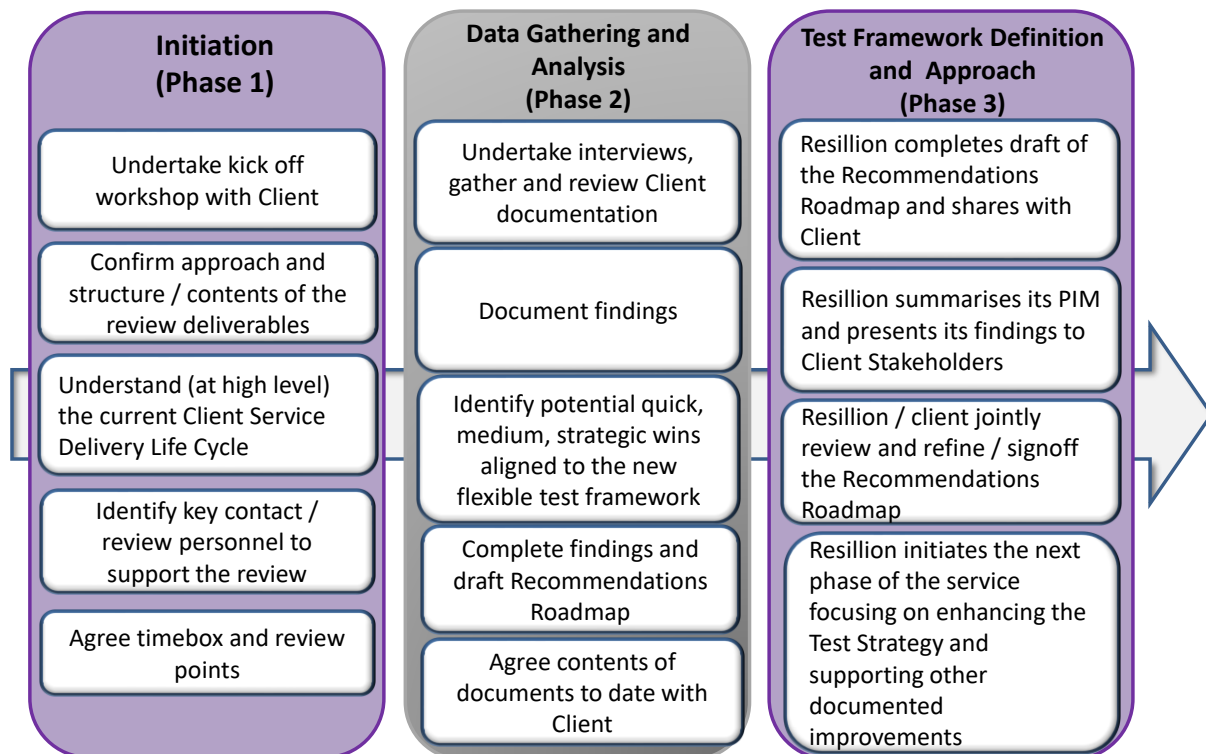 Initiation
(Phase 1)
Undertake kick off
workshop with Client
Confirm approach and
structure / contents of the
review deliverables
Understand (at high level)
the current Client Service
Delivery Life Cycle
Identify key contact /
review personnel to
support the review
Agree timebox and review
points
Data Gathering and
Analysis
(Phase 2)
Undertake interviews,
gather and review Client
documentation
Document findings
Identify potential quick,
medium, strategic wins
aligned to the new
flexible test framework
Complete findings and
draft Recommendations
Roadmap
Agree contents of
documents to date with
Client
Test Framework Definition
and Approach
(Phase 3)
Resillion completes draft of
the Recommendations
Roadmap and shares with
Client
Resillion summarises its PIM
and presents its findings to
Client Stakeholders
Resillion / client jointly
review and refine / signoff
the Recommendations
Roadmap
Resillion initiates the next
phase of the service
focusing on enhancing the
Test Strategy and
supporting other
documented
improvements